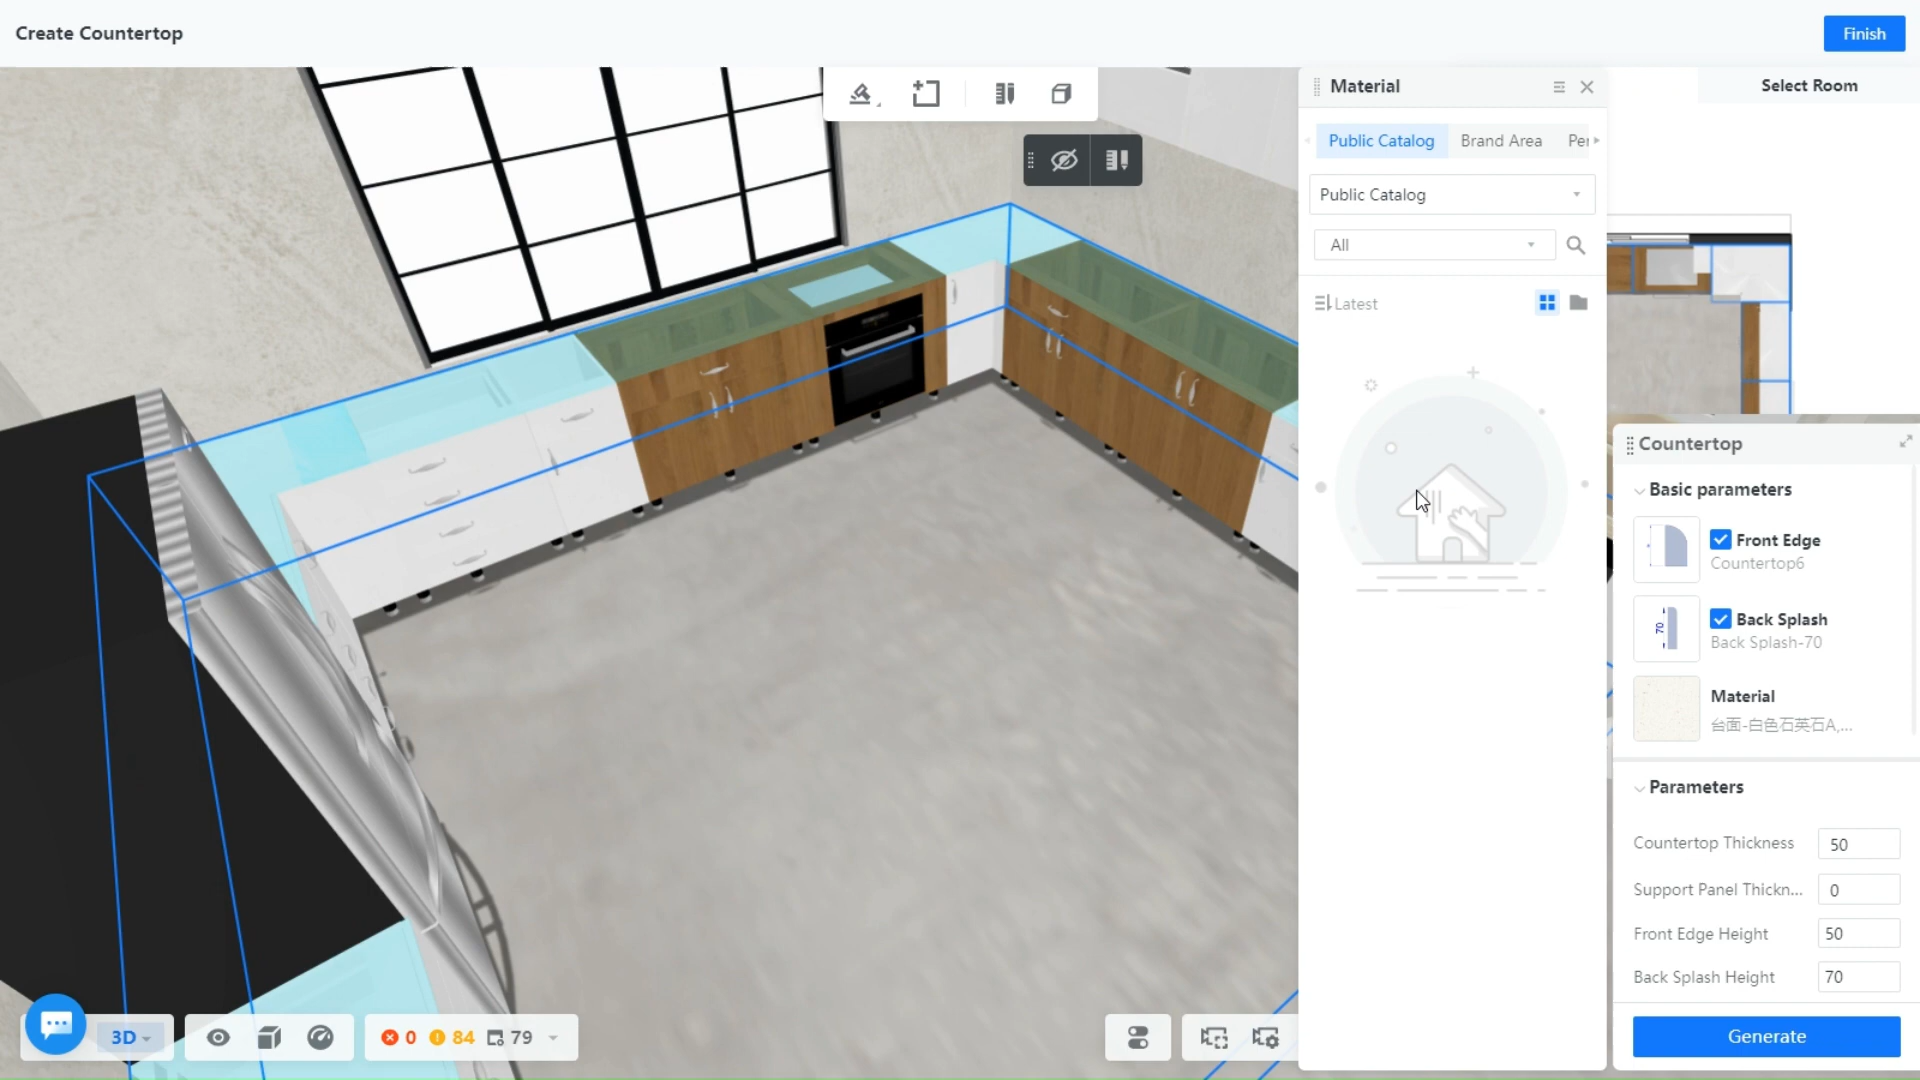 Create Countertop
Finish
Material
Select Room
Public Catalog
Brand Area
Per
Public Catalog
All
Latest
Countertop
Basic parameters
Front Edge
Countertop6
70
Back Splash
Back Splash-70
Material
台面-白色石英石A,...
Parameters
Countertop Thickness
50
Support Panel Thickn...
0
Front Edge Height
50
Back Splash Height
70
3D
0
84
79
Generate